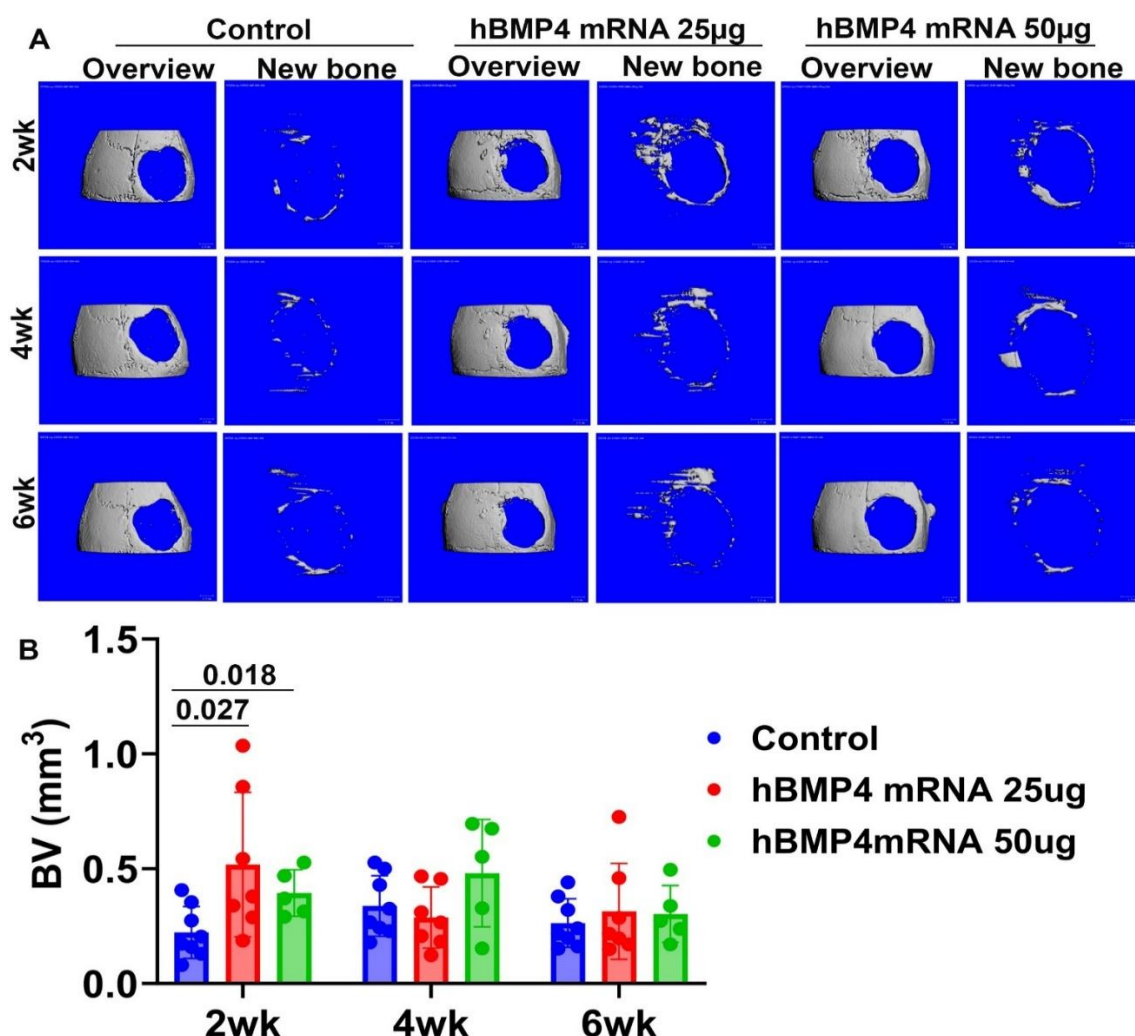 A
Control hBMP4 mRNA 25µg hBMP4 mRNA 50µg
Overview New bone Overview New bone Overview New bone
2wk
4wk
6wk
B
1.5
0.018
0.027
1.0
BV (mm³)
0.5
0.0
Control
hBMP4 mRNA 25ug
hBMP4mRNA 50ug
2wk 4wk 6wk